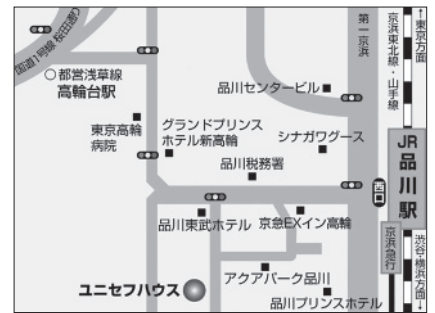 国道1号線(桜田通り)
都営浅草線
高輪台駅
品川センタービル
第一京浜
京浜東北線・山手線
←東京方面
東京高輪
病院
グランドプリンス
ホテル新高輪
シナガワグース
品川税務署
JR
品川駅
西口
品川東武ホテル
京急EXイン高輪
京浜急行
渋谷・横浜方面→
アクアパーク品川
ユニセフハウス
品川プリンスホテル